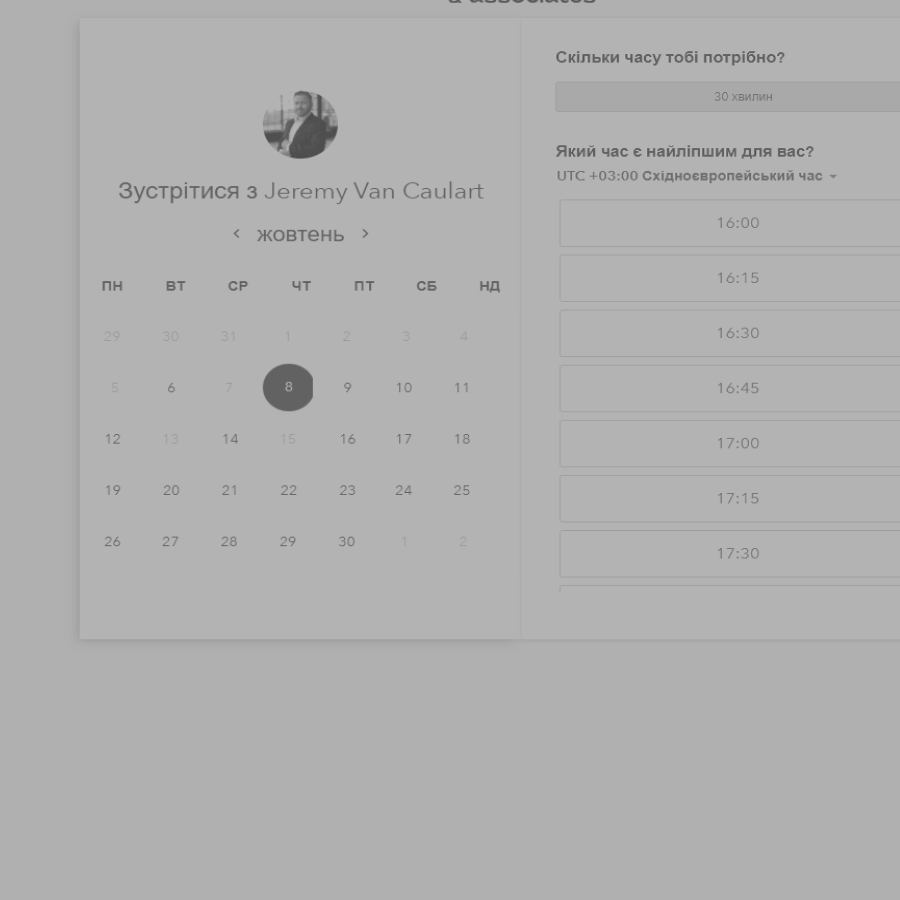 & associates
Зустрітися з Jeremy Van Caulart
жовтень
ПН ВТ СР ЧТ ПТ СБ НД
29 30 31 1 2 3 4
5 6 7 8 9 10 11
12 13 14 15 16 17 18
19 20 21 22 23 24 25
26 27 28 29 30 1 2
Скільки часу тобі потрібно?
30 хвилин
Який час є найліпшим для вас?
UTC +03:00 Східноєвропейський час
16:00
16:15
16:30
16:45
17:00
17:15
17:30